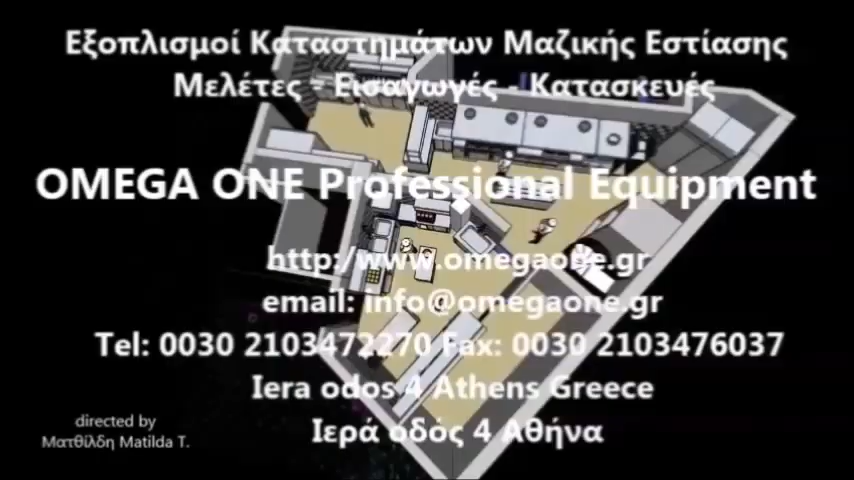 Εξοπλισμοί Καταστημάτων Μαζικής Εστίασης
Μελέτες - Εισαγωγές - Κατασκευές
OMEGA ONE Professional Equipment
http:/www.omegaone.gr
email: info@omegaone.gr
Tel: 0030 2103472270 Fax: 0030 2103476037
Iera odos 4 Athens Greece
Ιερά οδός 4 Αθήνα
directed by
Ματθίλδη Matilda T.